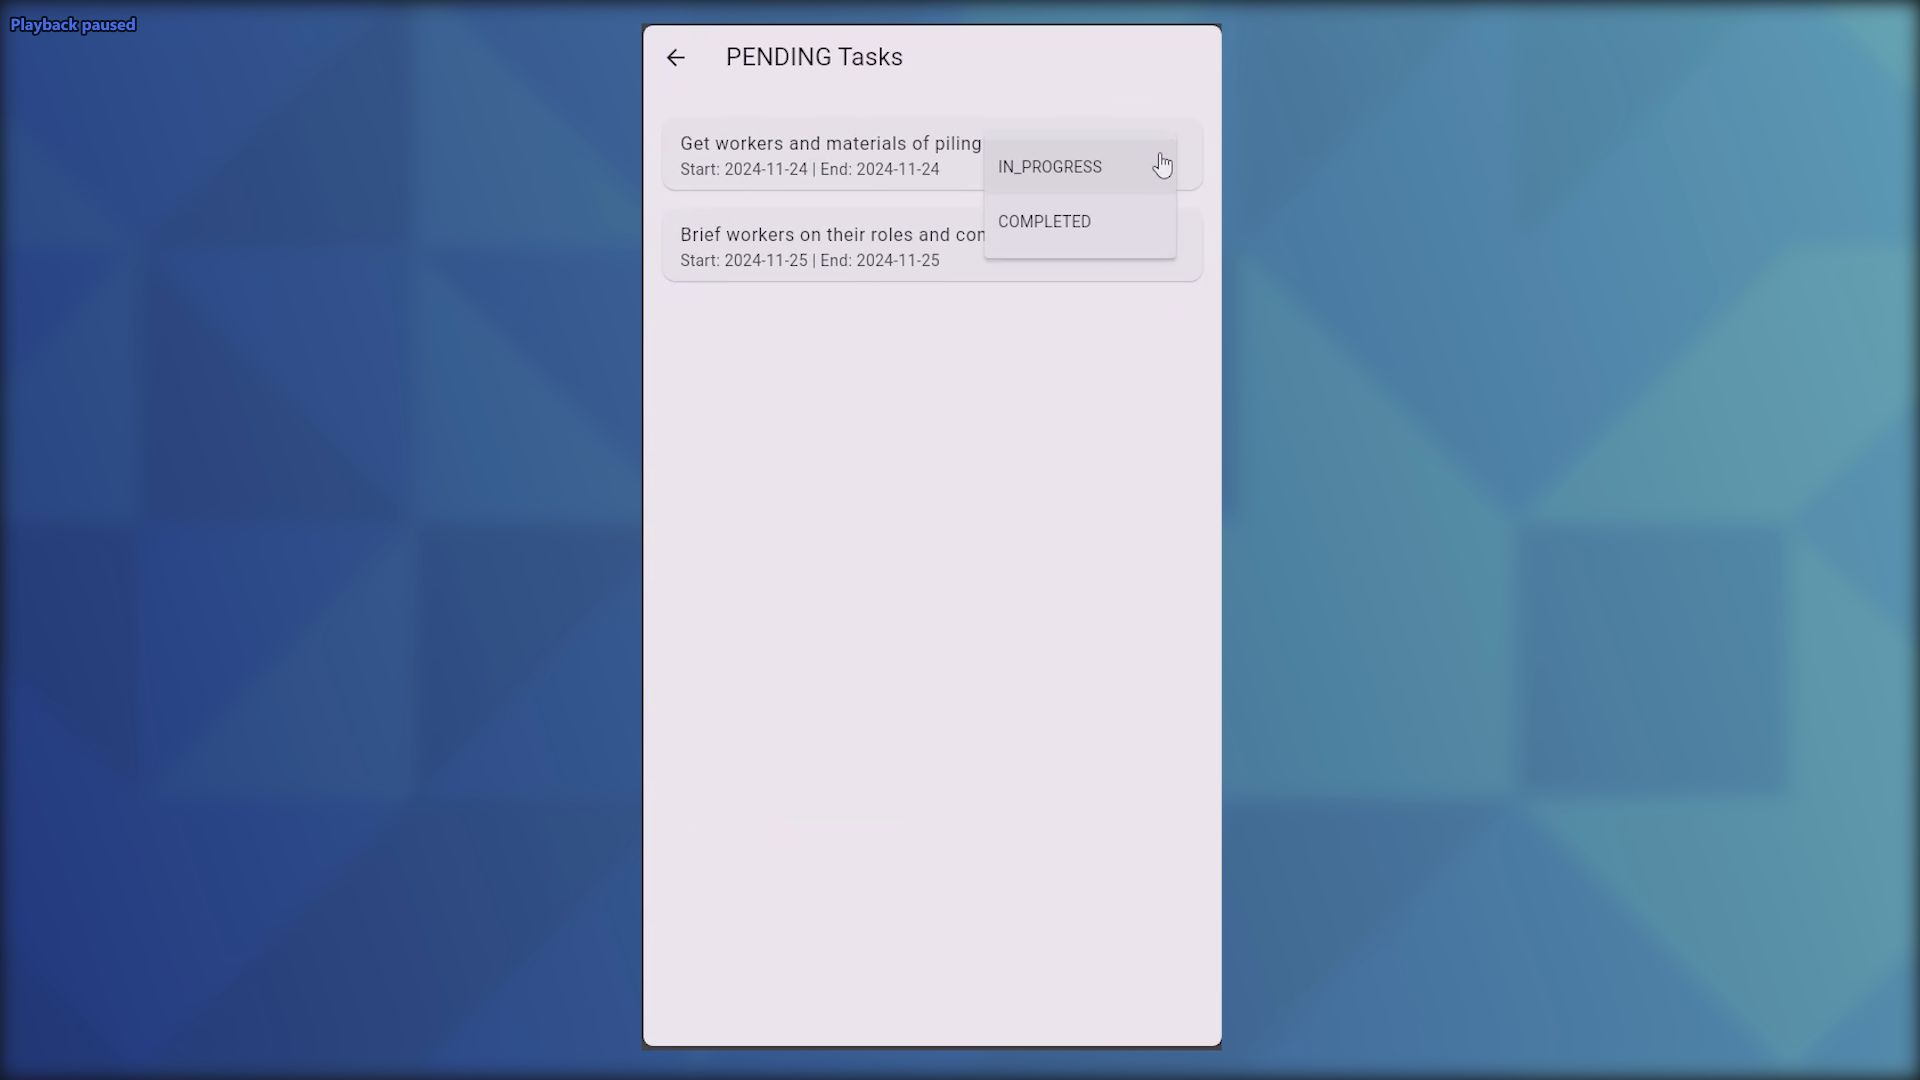 Playback paused
PENDING Tasks
Get workers and materials of piling
Start: 2024-11-24 | End: 2024-11-24
IN_PROGRESS
COMPLETED
Brief workers on their roles and con
Start: 2024-11-25 | End: 2024-11-25